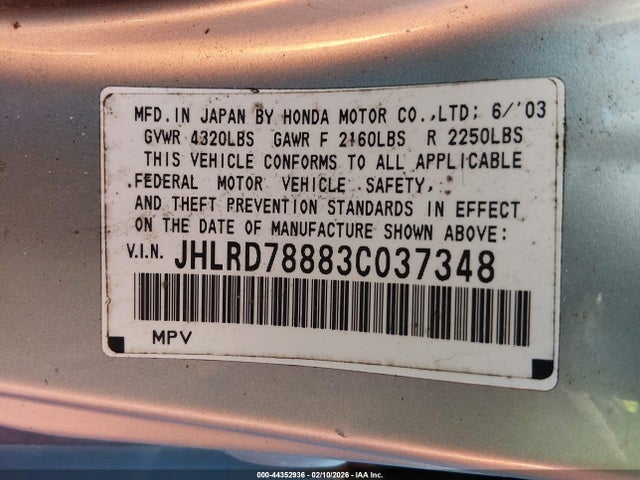 MFD.IN JAPAN BY HONDA MOTOR CO.,LTD; 6/'03
GVWR 4320LBS GAWR F 2160LBS R 2250LBS
THIS VEHICLE CONFORMS TO ALL APPLICABLE
FEDERAL MOTOR VEHICLE SAFETY,
AND THEFT PREVENTION STANDARDS IN EFFECT
ON THE DATE OF MANUFACTURE SHOWN ABOVE:
V.I.N. JHLRD78883C037348
MPV
000-44352936 - 02/10/2026 - IAA Inc.